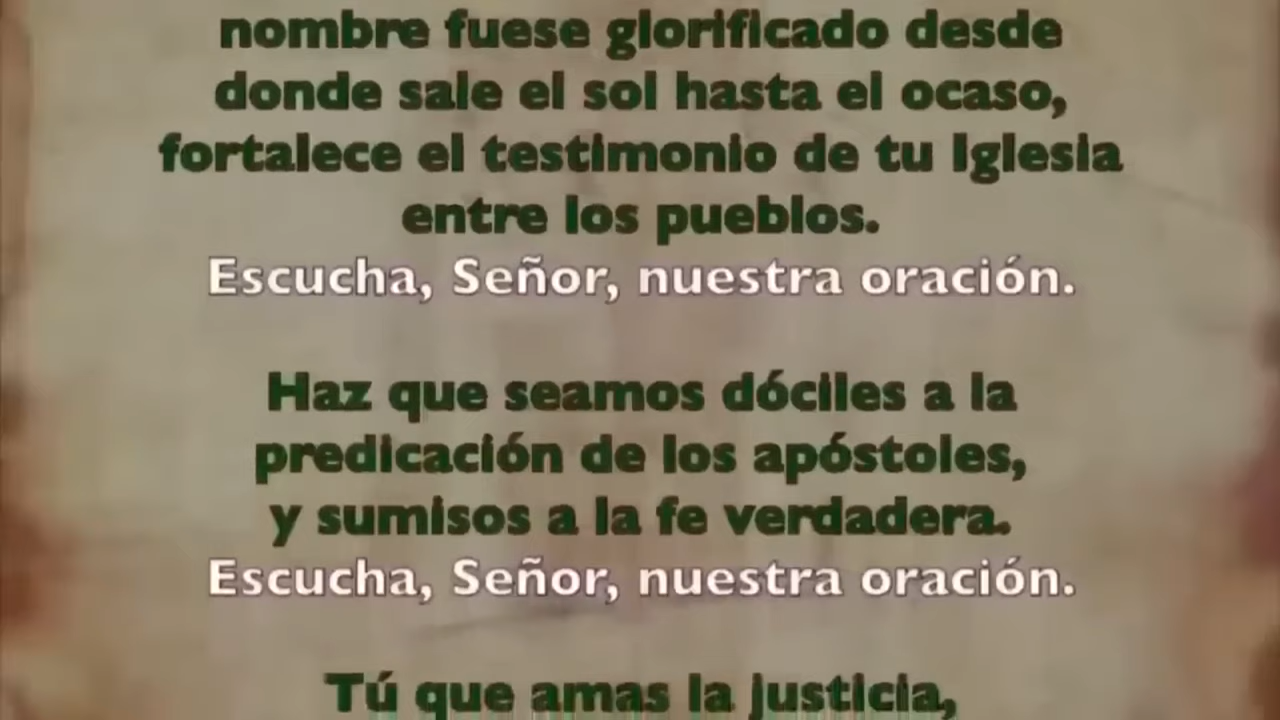 nombre fuese glorificado desde
donde sale el sol hasta el ocaso,
fortalece el testimonio de tu Iglesia
entre los pueblos.
Escucha, Señor, nuestra oración.
Haz que seamos dóciles a la
predicación de los apóstoles,
y sumisos a la fe verdadera.
Escucha, Señor, nuestra oración.
Tú que amas la justicia,